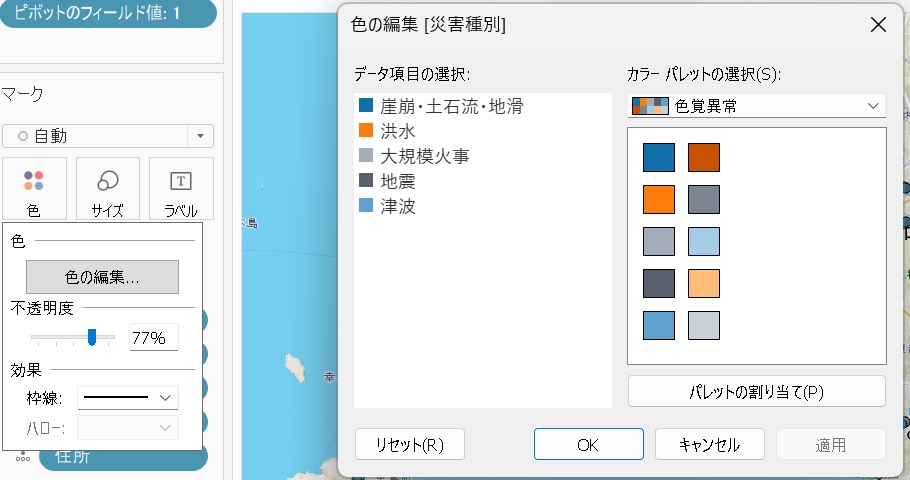 ピボットのフィールド値: 1
マーク
自動
色
サイズ
T
ラベル
色
色の編集...
不透明度
77%
効果
枠線:
ハロー:
住所
色の編集 [災害種別]
データ項目の選択:
崖崩・土石流・地滑
洪水
大規模火事
地震
津波
カラー パレットの選択(S):
色覚異常
パレットの割り当て(P)
リセット(R)
OK
キャンセル
適用
島
幸